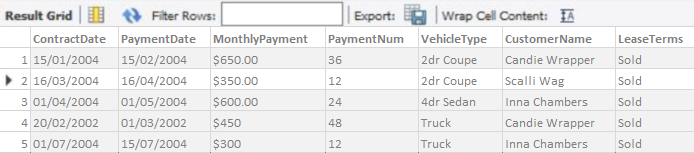 Result Grid Filter Rows: Export: Wrap Cell Content: IA
ContractDate PaymentDate MonthlyPayment PaymentNum VehicleType CustomerName LeaseTerms
1 15/01/2004 15/02/2004 $650.00 36 2dr Coupe Candie Wrapper Sold
2 16/03/2004 16/04/2004 $350.00 12 2dr Coupe Scalli Wag Sold
3 01/04/2004 01/05/2004 $600.00 24 4dr Sedan Inna Chambers Sold
4 20/02/2002 01/03/2002 $450 48 Truck Candie Wrapper Sold
5 01/07/2004 15/07/2004 $300 12 Truck Inna Chambers Sold